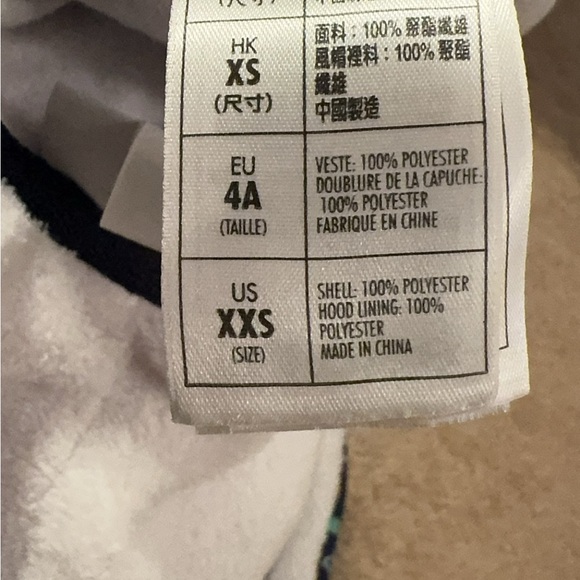 (尺寸)
HK
XS
(尺寸)
面料：100% 聚酯纖維
風帽裡料：100% 聚酯
纖維
中國製造
EU
4A
(TAILLE)
VESTE: 100% POLYESTER
DOUBLURE DE LA CAPUCHE:
100% POLYESTER
FABRIQUE EN CHINE
US
XXS
(SIZE)
SHELL: 100% POLYESTER
HOOD LINING: 100%
POLYESTER
MADE IN CHINA